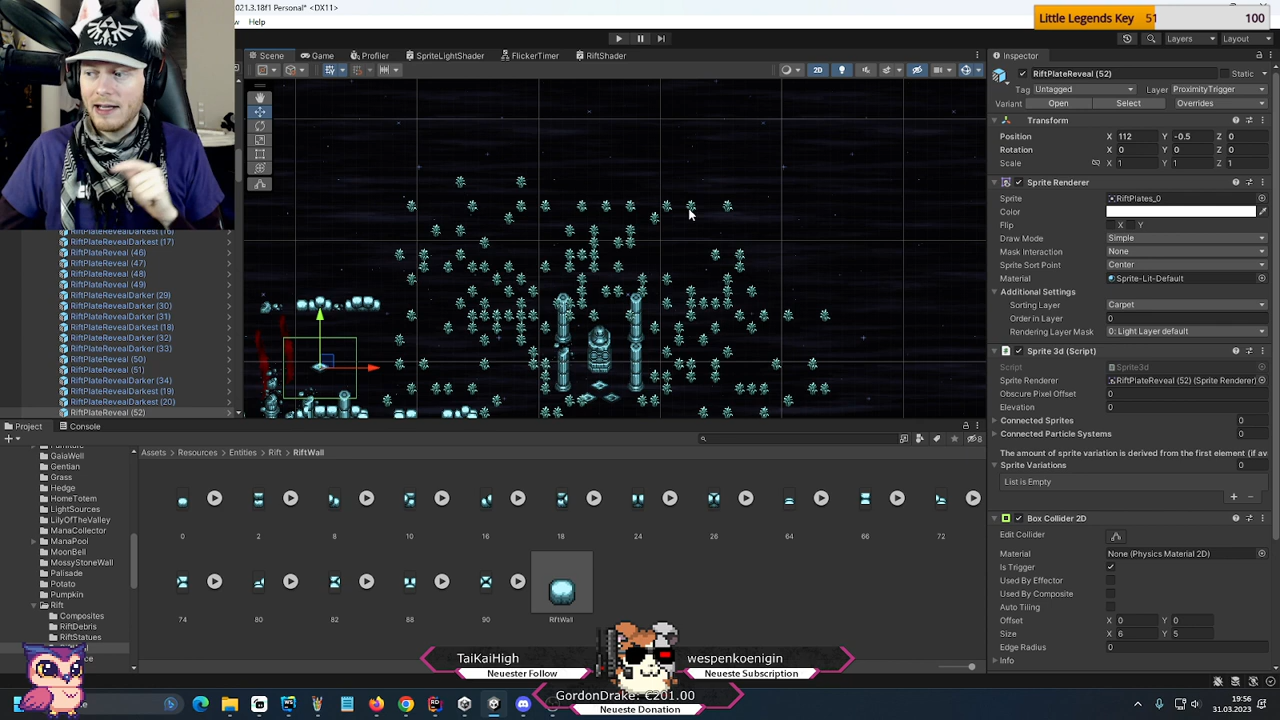 021.3.18f1 Personal* <DX11>
Help
Little Legends Key 51 100
Scene
Game
Profiler
SpriteLightShader
FlickerTimer
RiftShader
Layers
Layout
2D
RiftPlateRevealDarkest (16)
RiftPlateRevealDarkest (17)
RiftPlateReveal (46)
RiftPlateReveal (47)
RiftPlateReveal (48)
RiftPlateReveal (49)
RiftPlateRevealDarker (29)
RiftPlateRevealDarker (30)
RiftPlateRevealDarker (31)
RiftPlateRevealDarkest (18)
RiftPlateRevealDarker (32)
RiftPlateRevealDarker (33)
RiftPlateReveal (50)
RiftPlateReveal (51)
RiftPlateRevealDarker (34)
RiftPlateRevealDarkest (19)
RiftPlateRevealDarkest (20)
RiftPlateReveal (52)
Inspector
RiftPlateReveal (52) Static
Tag Untagged Layer ProximityTrigger
Variant Open Select Overrides
Transform
Position X 112 Y -0.5 Z 0
Rotation X 0 Y 0 Z 0
Scale X 1 Y 1 Z 1
Sprite Renderer
Sprite RiftPlates_0
Color
Flip X Y
Draw Mode Simple
Mask Interaction None
Sprite Sort Point Center
Material Sprite-Lit-Default
Additional Settings
Sorting Layer Carpet
Order in Layer 0
Rendering Layer Mask 0: Light Layer default
Sprite 3d (Script)
Script Sprite3d
Sprite Renderer RiftPlateReveal (52) (Sprite Renderer)
Obscure Pixel Offset 0
Elevation 0
Connected Sprites 0
Connected Particle Systems 0
The amount of sprite variation is derived from the first element (if av
Sprite Variations 0
List is Empty
Box Collider 2D
Edit Collider
Material None (Physics Material 2D)
Is Trigger
Used By Effector
Used By Composite
Auto Tiling
Offset X 0 Y 0
Size X 6 Y 5
Edge Radius 0
Info
Project
Console
8
Furniture
GaiaWell
Gentian
Grass
Hedge
HomeTotem
LightSources
LilyOfTheValley
ManaCollector
ManaPool
MoonBell
MossyStoneWall
Palisade
Potato
Pumpkin
Rift
Composites
RiftDebris
RiftStatues
Assets > Resources > Entities > Rift > RiftWall
0 2 8 10 16 18 24 26 64 66 72
74 80 82 88 90 RiftWall
TaiKaiHigh
Neuester Follow
wespenkoenigin
Neueste Subscription
GordonDrake: €201.00
Neueste Donation
19:56
31.03.2023